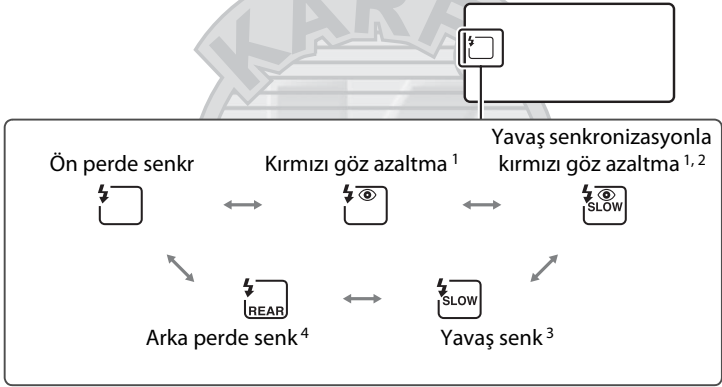 KARF
Yavaş senkronizasyonla
Ön perde senkr
Kırmızı göz azaltma 1
kırmızı göz azaltma 1, 2
SLOW
REAR
SLOW
Arka perde senk 4
Yavaş senk 3